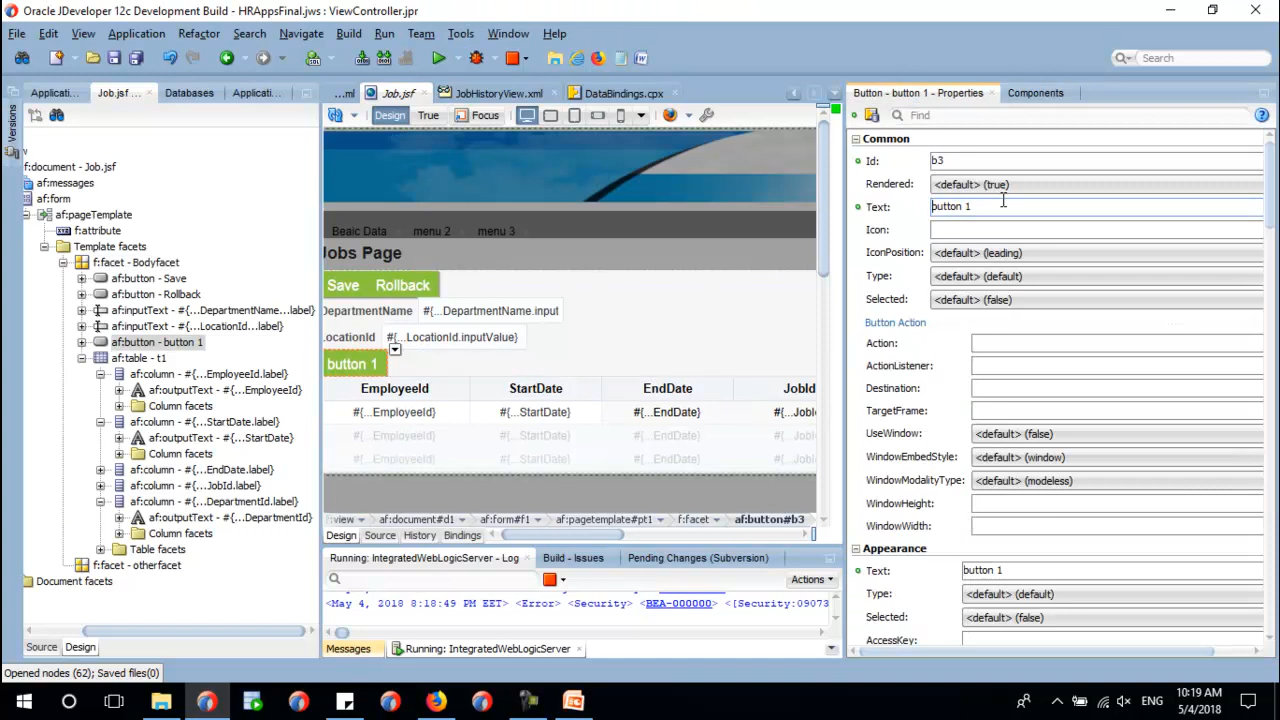 Oracle JDeveloper 12c Development Build - HRAppsFinal.jws : ViewController.jpr
File Edit View Application Refactor Search Navigate Build Run Team Tools Window Help
Search
Applicati... Job.jsf ... Databases Applicati... ...ml Job.jsf JobHistoryView.xml DataBindings.cpx Button - button 1 - Properties Components
Versions
Design True Focus Find
v
f:document - Job.jsf
af:messages
af:form
af:pageTemplate
af:attribute
Template facets
f:facet - Bodyfacet
af:button - Save
af:button - Rollback
af:inputText - #{...DepartmentName...label}
af:inputText - #{...LocationId...label}
af:button - button 1
af:table - t1
af:column - #{...EmployeeId.label}
af:outputText - #{...EmployeeId}
Column facets
af:column - #{...StartDate.label}
af:outputText - #{...StartDate}
Column facets
af:column - #{...EndDate.label}
af:column - #{...JobId.label}
af:column - #{...DepartmentId.label}
af:outputText - #{...DepartmentId}
Column facets
Table facets
f:facet - otherfacet
Document facets
Source Design
Beaic Data menu 2 menu 3
Jobs Page
Save Rollback
DepartmentName #{...DepartmentName.input
LocationId #{...LocationId.inputValue}
button 1
EmployeeId StartDate EndDate JobId
#{...EmployeeId} #{...StartDate} #{...EndDate} #{...JobI
#{...EmployeeId} #{...StartDate} #{...EndDate} #{...JobI
#{...EmployeeId} #{...StartDate} #{...EndDate} #{...JobI
f:view af:document#d1 af:form#f1 af:pagetemplate#pt1 f:facet af:button#b3
Design Source History Bindings
Running: IntegratedWebLogicServer - Log Build - Issues Pending Changes (Subversion)
Actions
<May 4, 2018 8:18:49 PM EET> <Error> <Security> <BEA-000000> <[Security:09073
Messages Running: IntegratedWebLogicServer
Common
Id: b3
Rendered: <default> (true)
Text: button 1
Icon:
IconPosition: <default> (leading)
Type: <default> (default)
Selected: <default> (false)
Button Action
Action:
ActionListener:
Destination:
TargetFrame:
UseWindow: <default> (false)
WindowEmbedStyle: <default> (window)
WindowModalityType: <default> (modeless)
WindowHeight:
WindowWidth:
Appearance
Text: button 1
Type: <default> (default)
Selected: <default> (false)
AccessKey:
Opened nodes (62); Saved files(0)
ENG
10:19 AM
5/4/2018